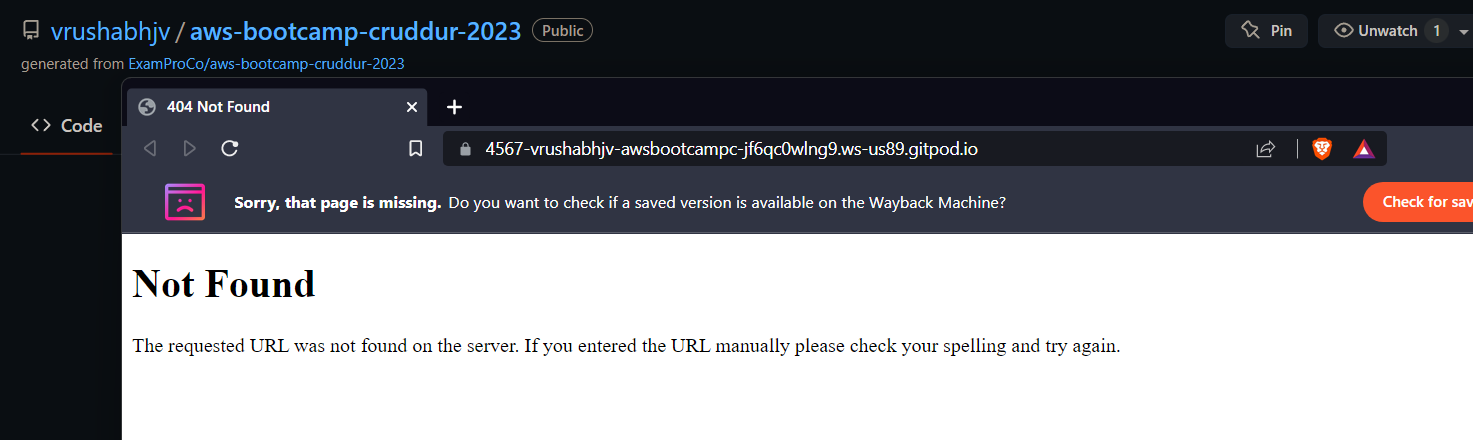 vrushabhjv / aws-bootcamp-cruddur-2023 Public Pin Unwatch 1
generated from ExamProCo/aws-bootcamp-cruddur-2023
404 Not Found
Code
4567-vrushabhjv-awsbootcampc-jf6qc0wlng9.ws-us89.gitpod.io
Sorry, that page is missing. Do you want to check if a saved version is available on the Wayback Machine? Check for sav
Not Found
The requested URL was not found on the server. If you entered the URL manually please check your spelling and try again.